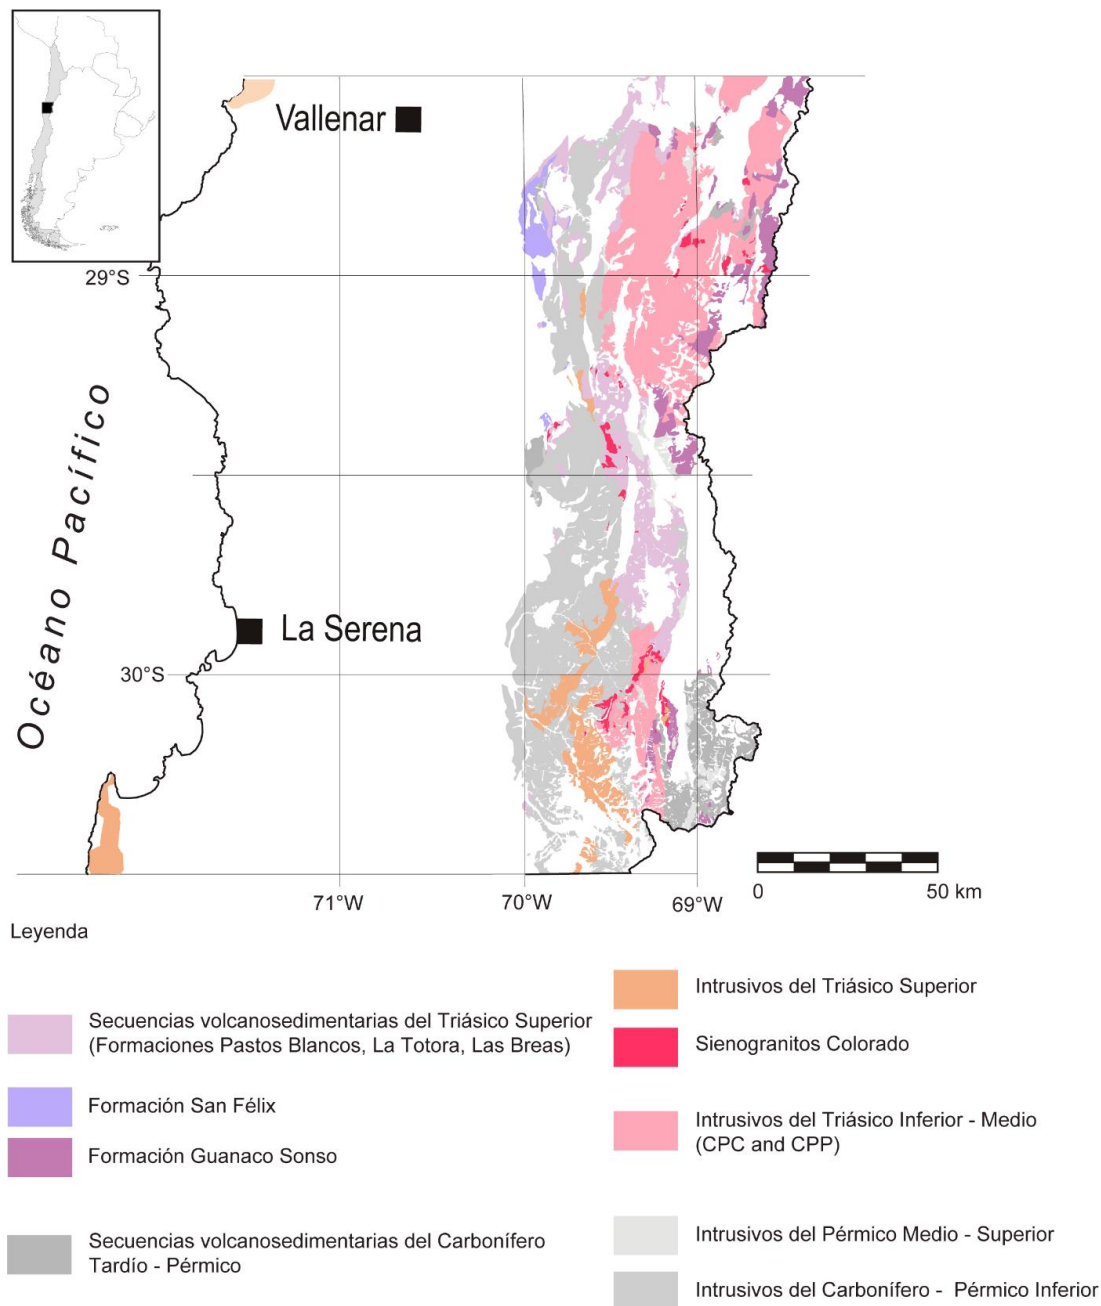 Vallenar
29°S
Océano Pacífico
La Serena
30°S
0
50 km
71°W
70°W
69°W
Leyenda
Secuencias volcanosedimentarias del Triásico Superior
(Formaciones Pastos Blancos, La Totora, Las Breas)
Formación San Félix
Formación Guanaco Sonso
Secuencias volcanosedimentarias del Carbonífero
Tardío - Pérmico
Intrusivos del Triásico Superior
Sienogranitos Colorado
Intrusivos del Triásico Inferior - Medio
(CPC and CPP)
Intrusivos del Pérmico Medio - Superior
Intrusivos del Carbonífero - Pérmico Inferior